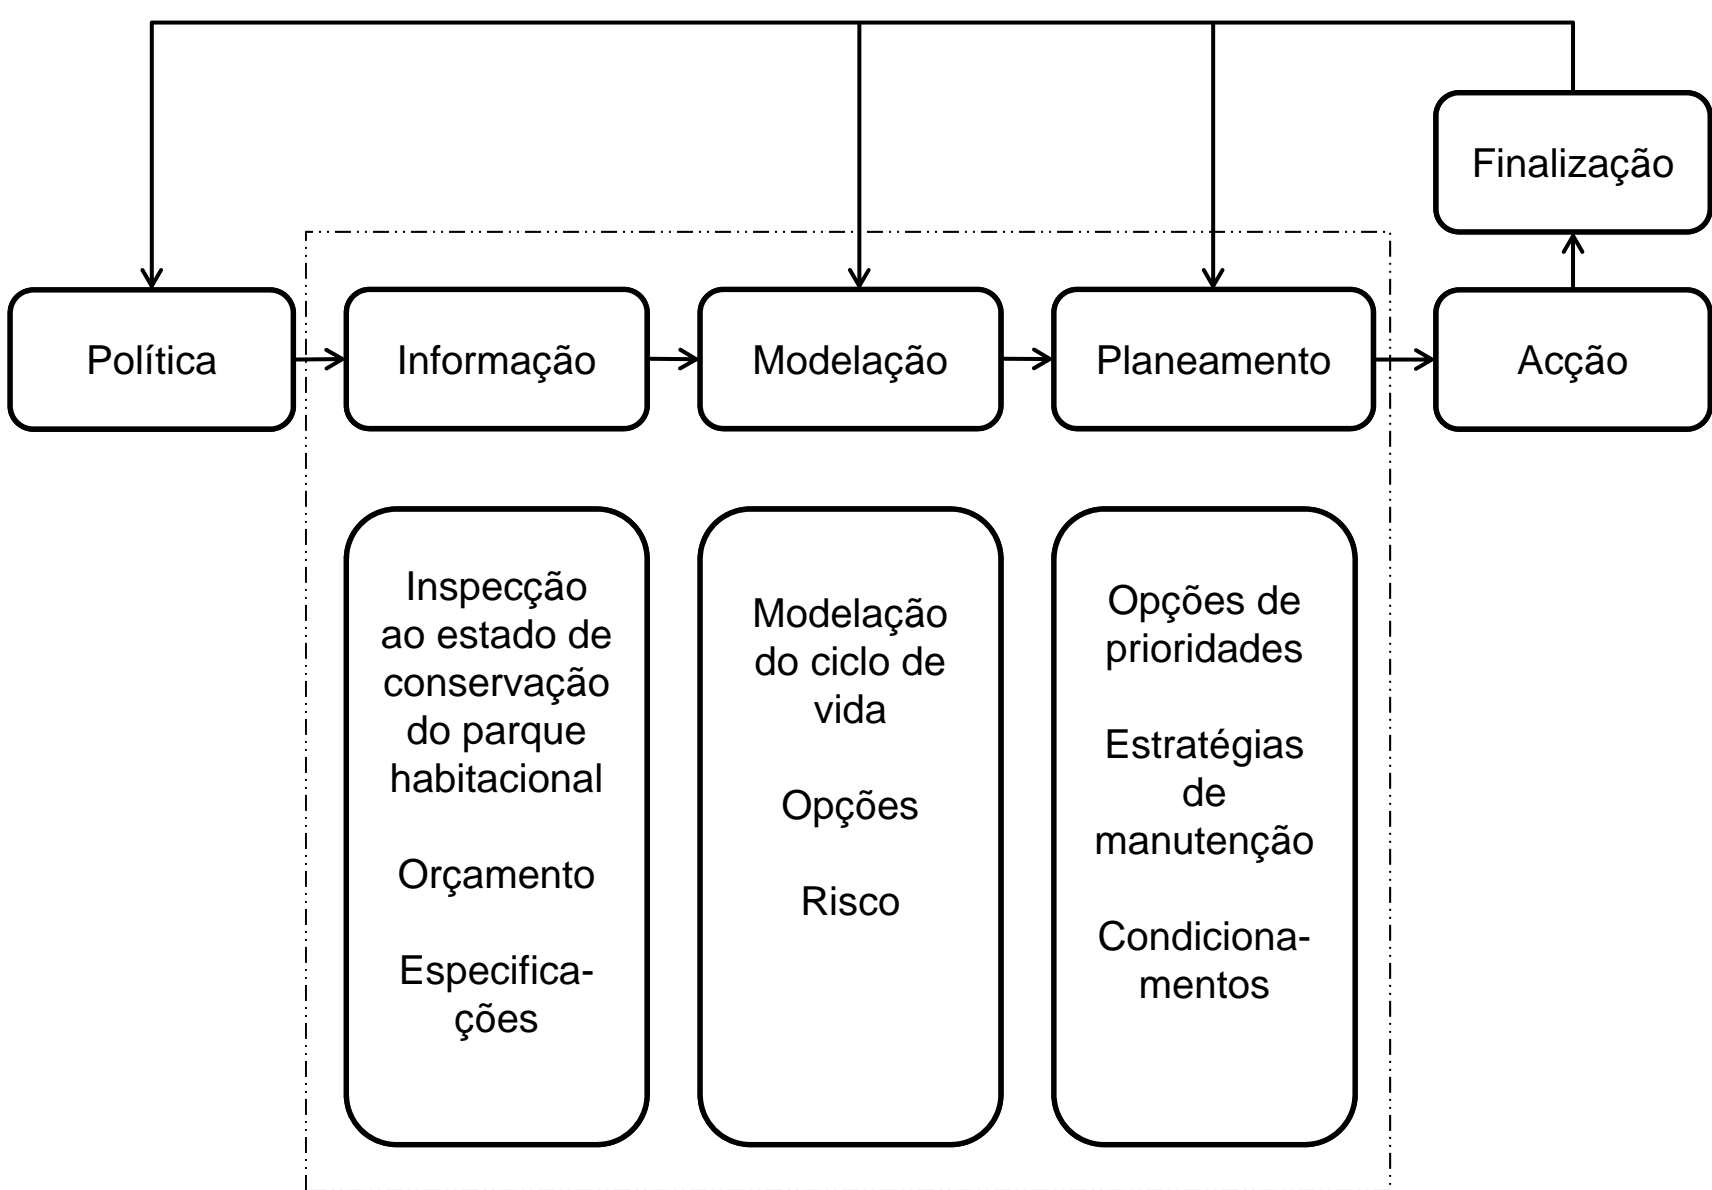 Finalização
Política
Informação
Modelação
Planeamento
Acção
Inspecção
ao estado de
conservação
do parque
habitacional
Orçamento
Especifica-
ções
Modelação
do ciclo de
vida
Opções
Risco
Opções de
prioridades
Estratégias
de
manutenção
Condiciona-
mentos